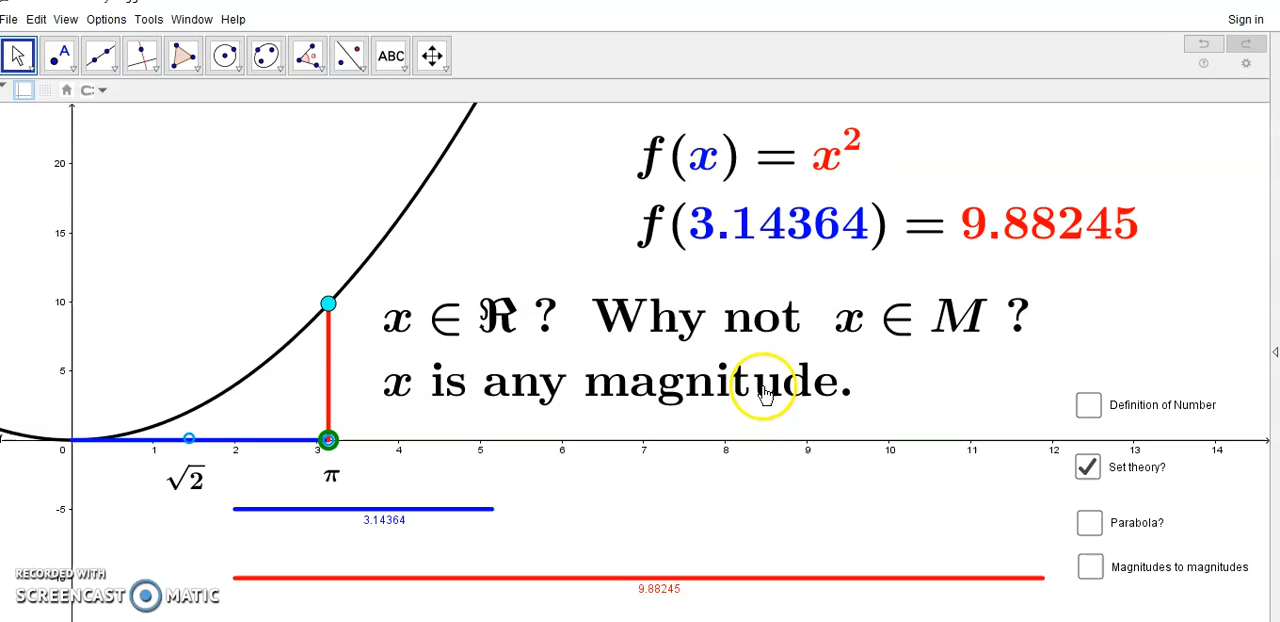 File Edit View Options Tools Window Help
Sign in
ABC
f(x) = x²
f(3.14364) = 9.88245
x ∈ ℜ ? Why not x ∈ M ?
x is any magnitude.
20
15
10
5
0 1 2 3 4 5 6 7 8 9 10 11 12 13 14
-5
√2
π
3.14364
9.88245
Definition of Number
Set theory?
Parabola?
Magnitudes to magnitudes
RECORDED WITH
SCREENCAST MATIC